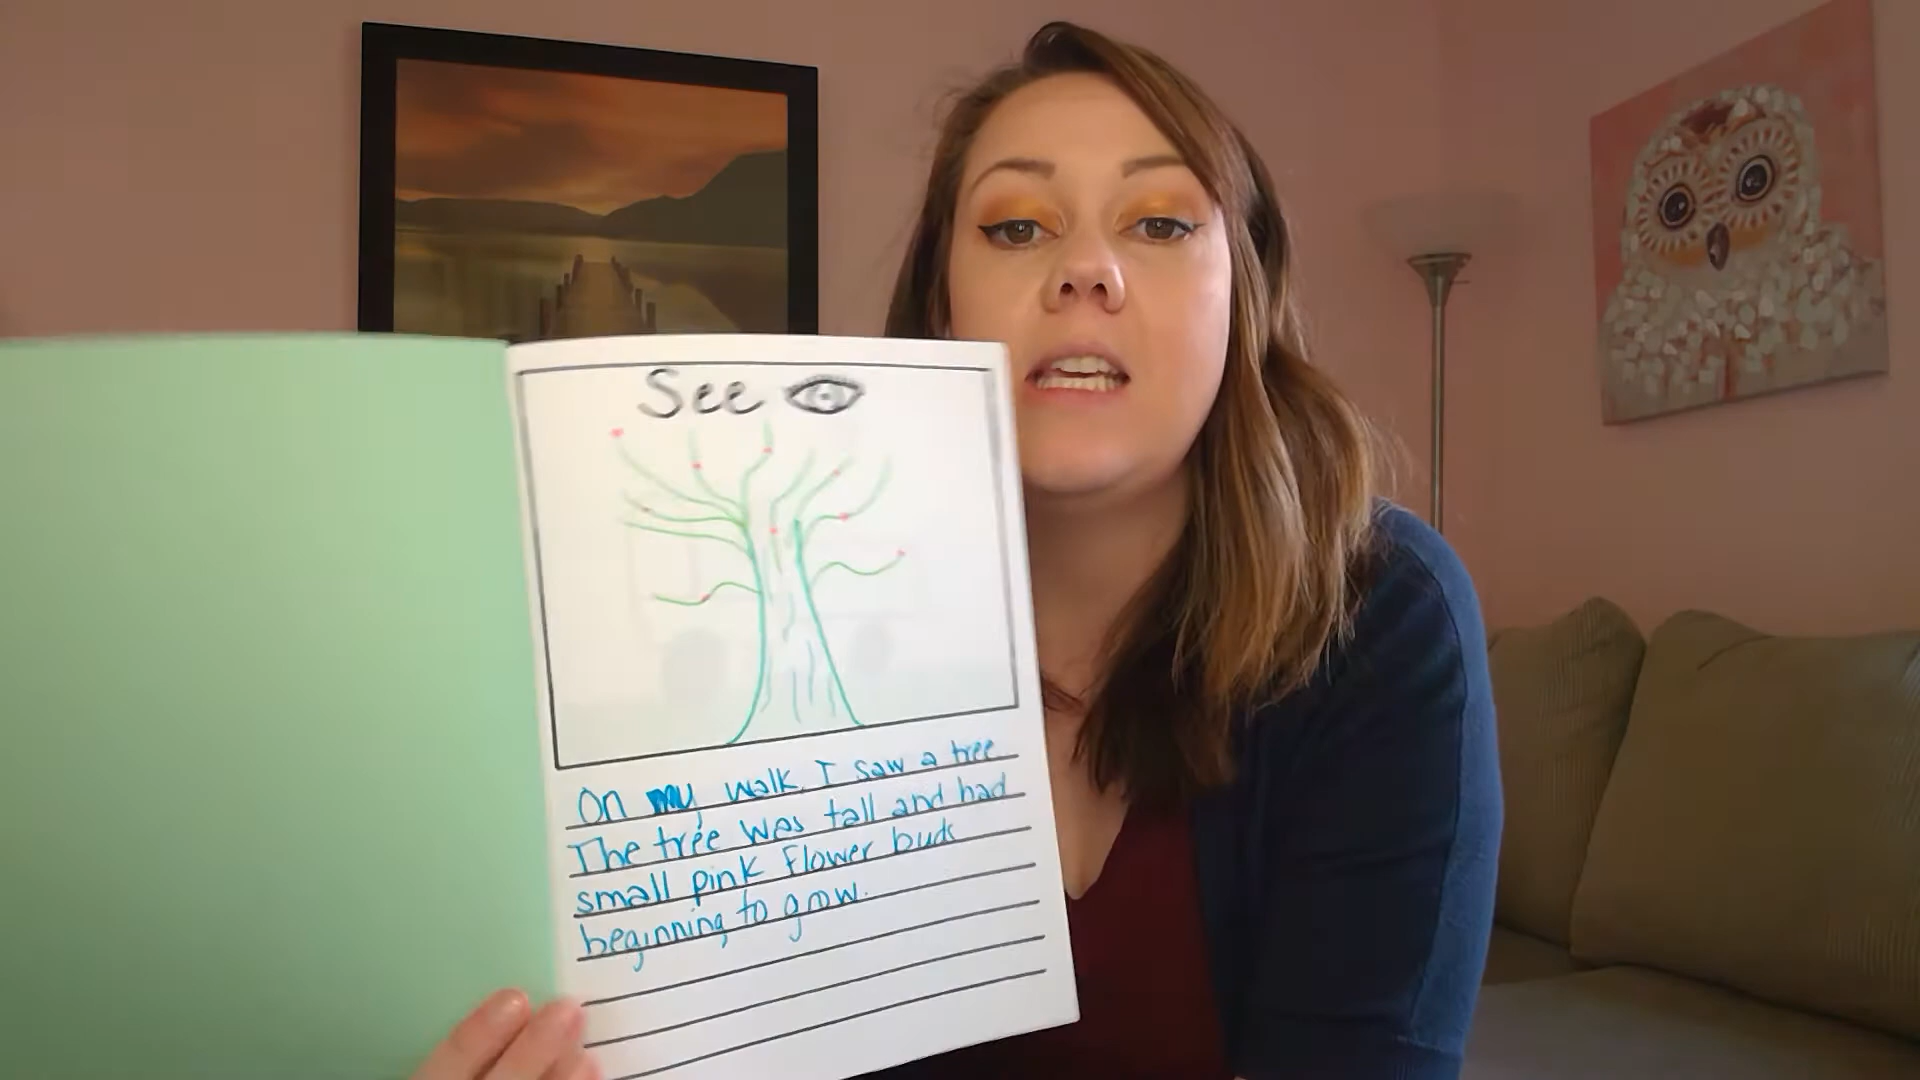 See
On my walk, I saw a tree
The tree was tall and had
small pink flower buds
beginning to grow.